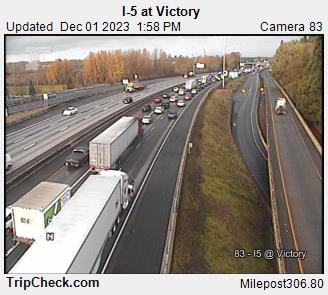 I-5 at Victory
Updated Dec 01 2023 1:58 PM Camera 83
N
83 - I5 @ Victory
TripCheck.com Milepost306.80